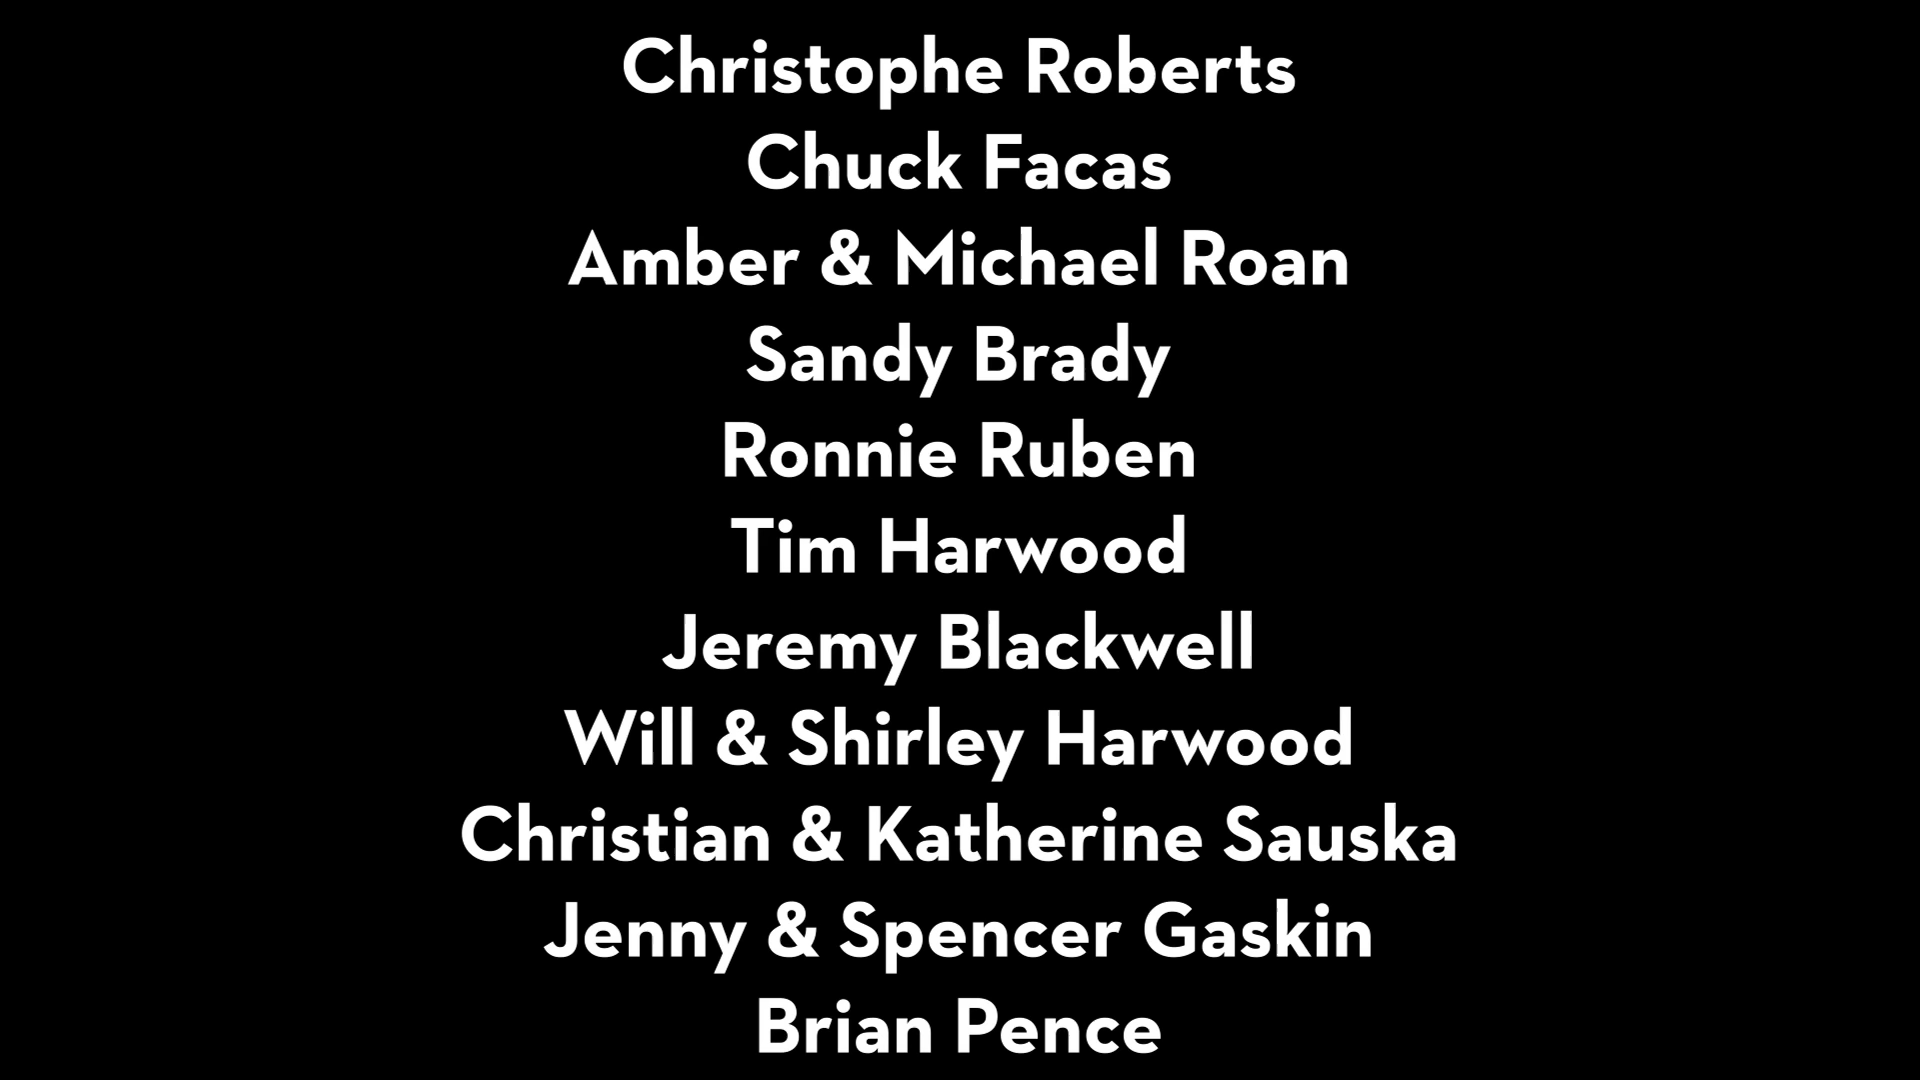 Christophe Roberts
Chuck Facas
Amber & Michael Roan
Sandy Brady
Ronnie Ruben
Tim Harwood
Jeremy Blackwell
Will & Shirley Harwood
Christian & Katherine Sauska
Jenny & Spencer Gaskin
Brian Pence